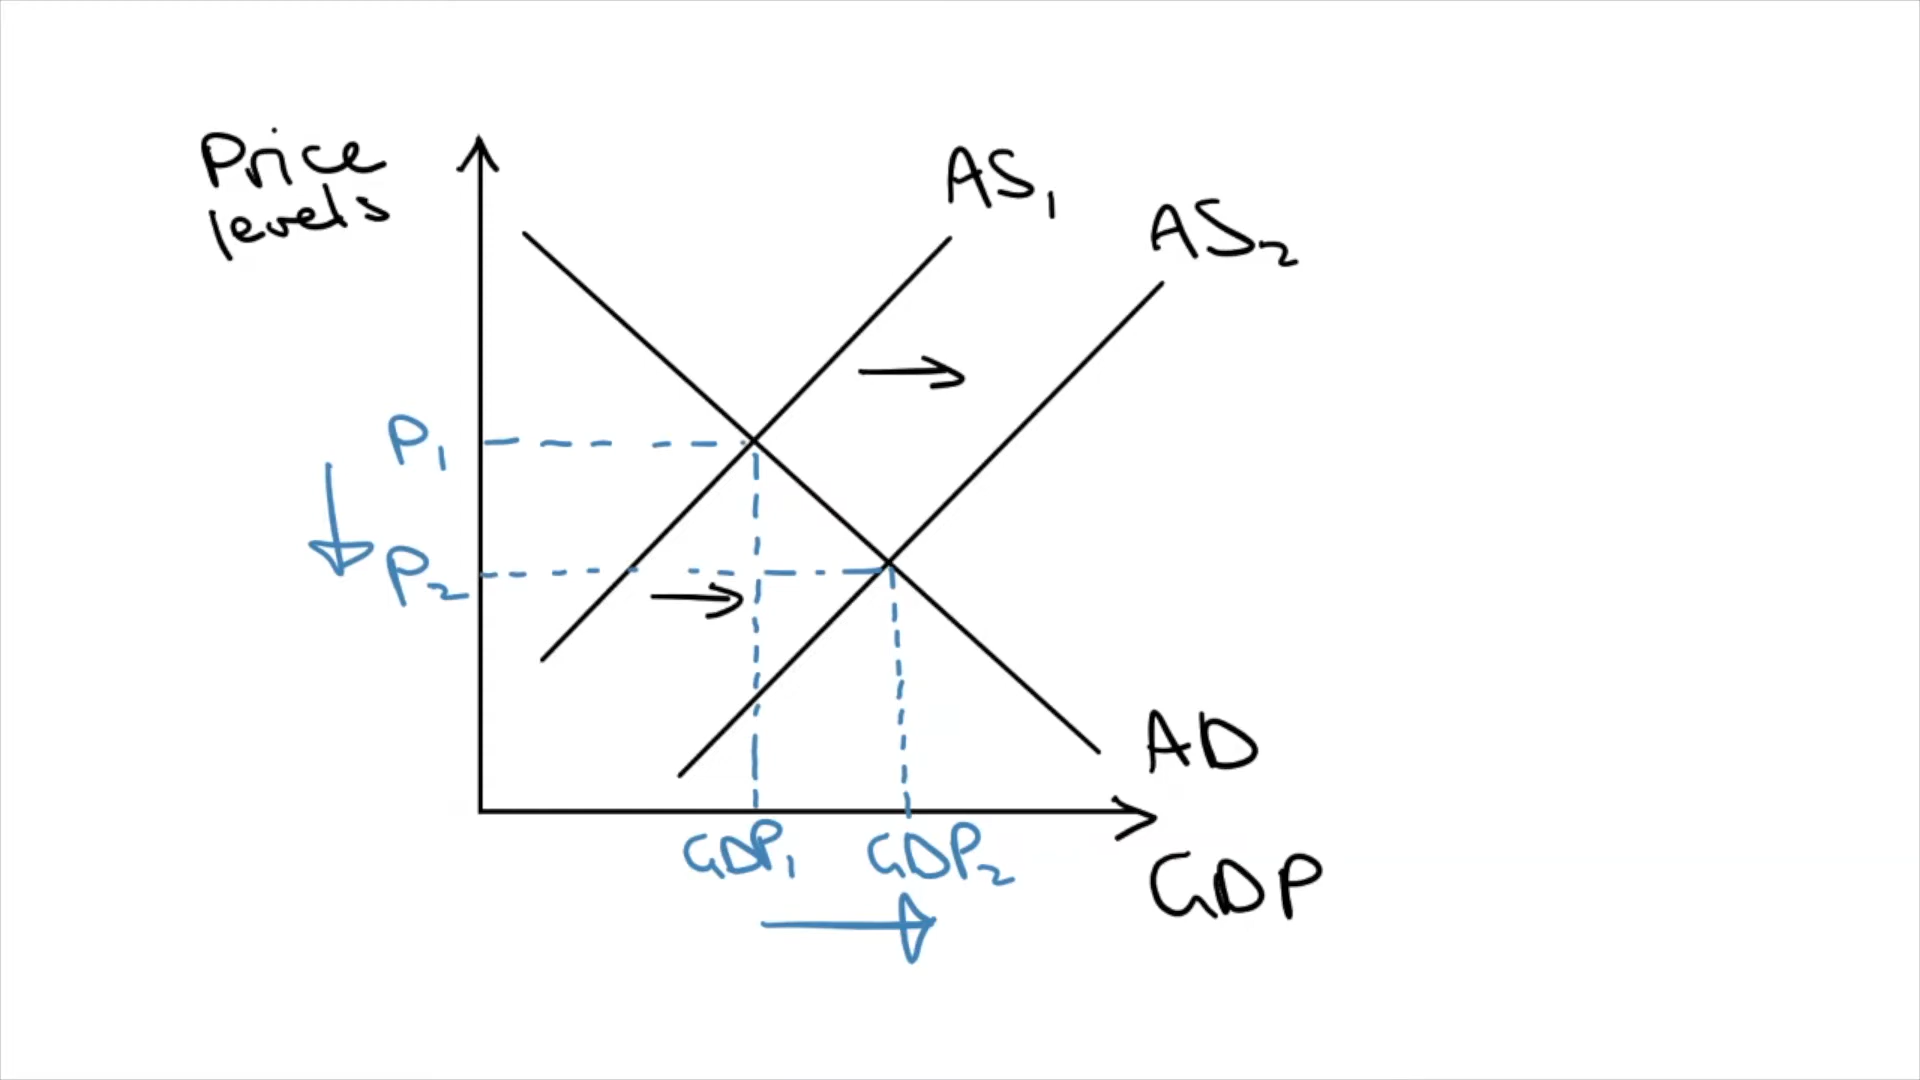 Price
levels
AS₁
AS₂
P₁
P₂
AD
GDP₁
GDP₂
GDP